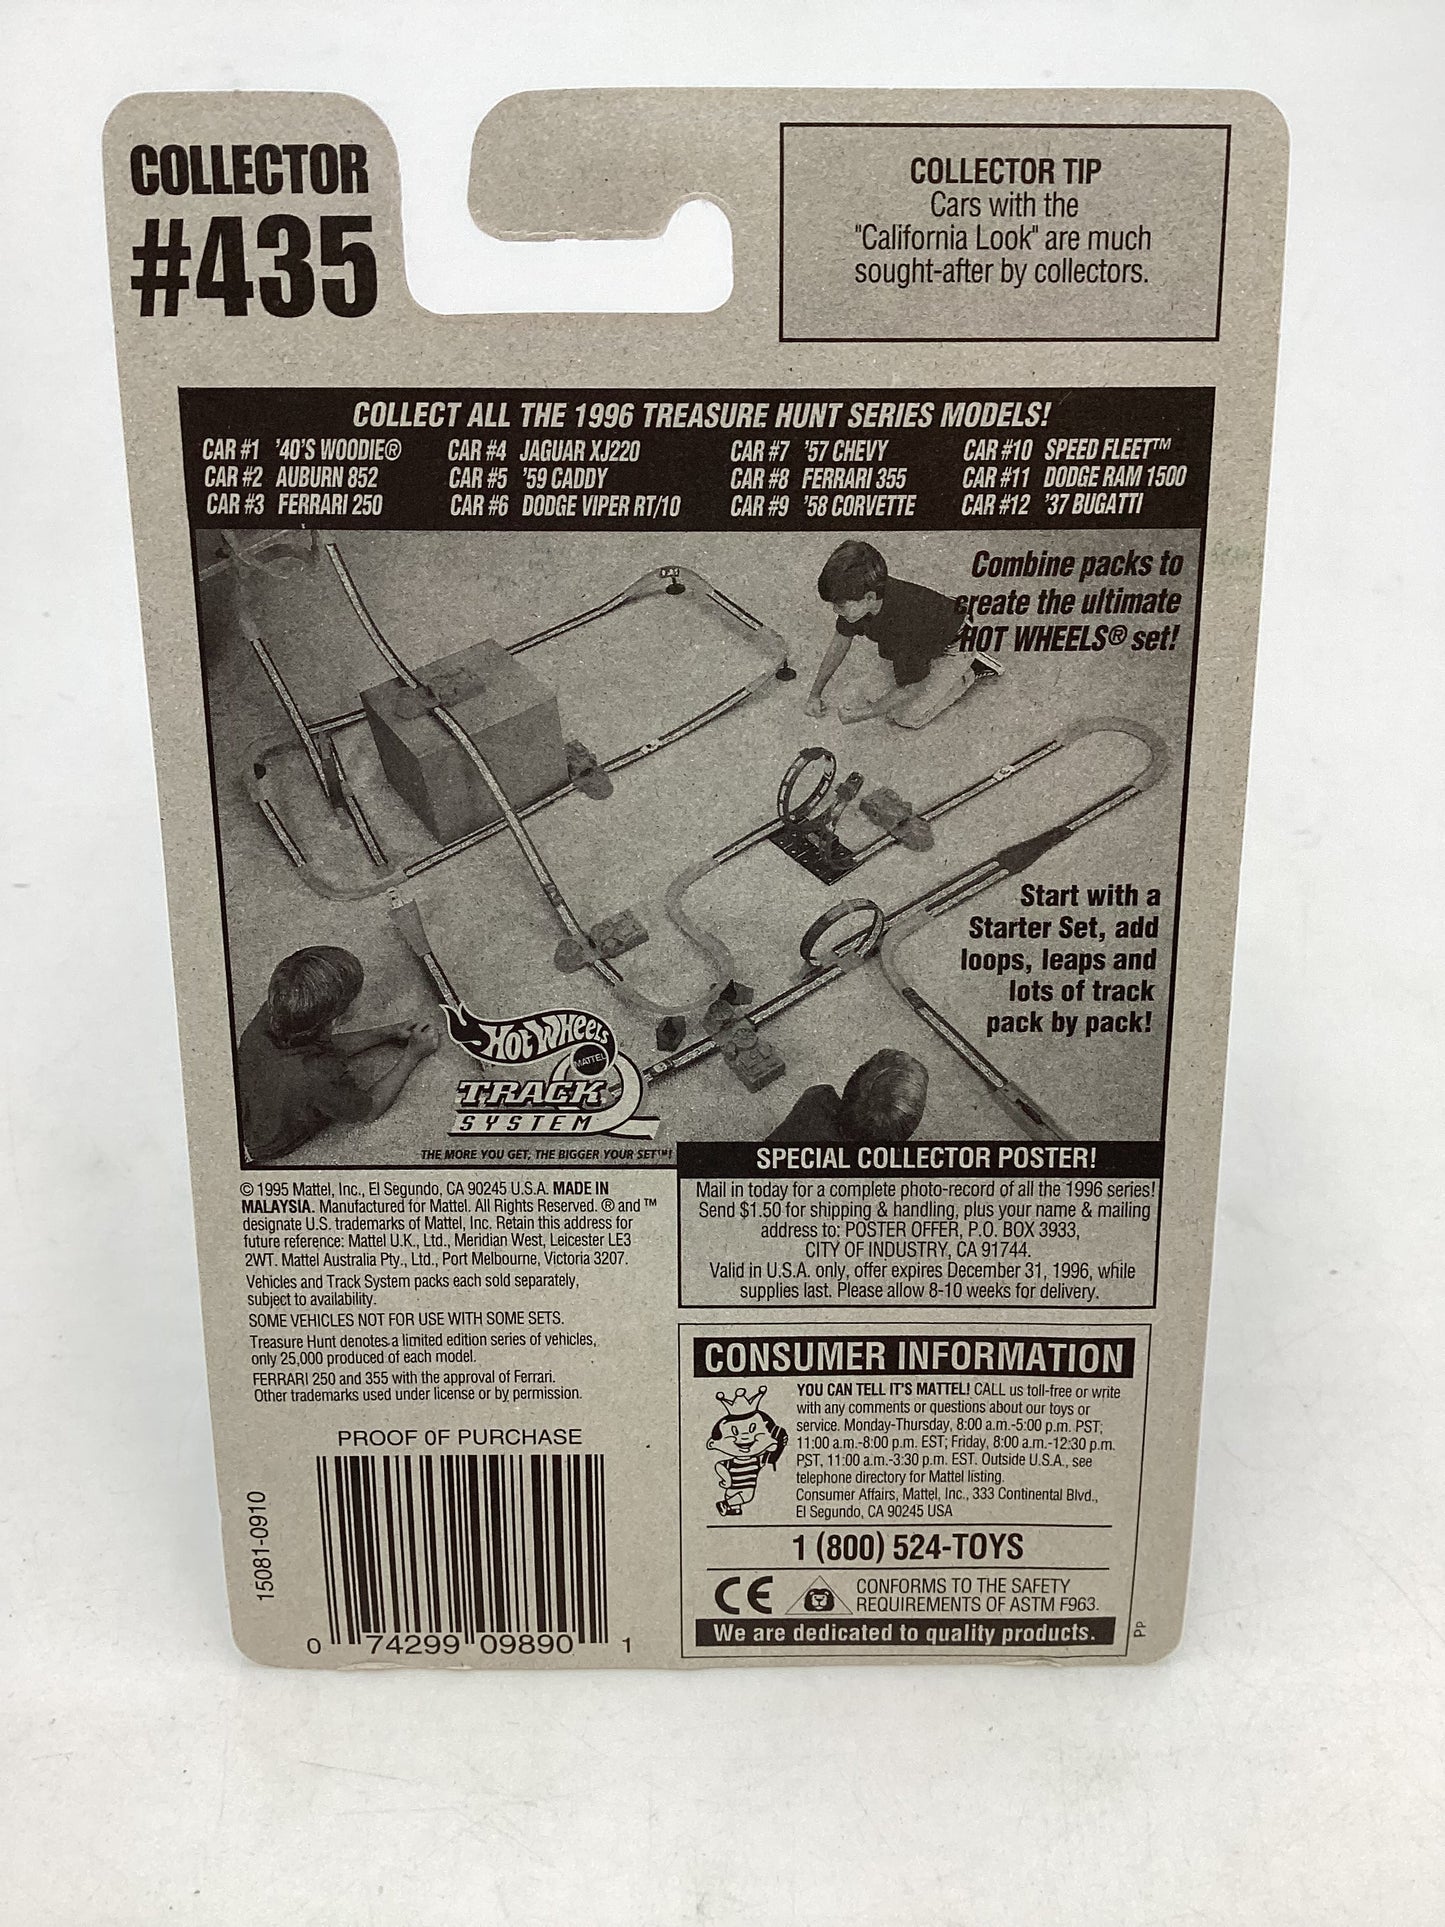 COLLECTOR
#435
COLLECTOR TIP
Cars with the
"California Look" are much
sought-after by collectors.
COLLECT ALL THE 1996 TREASURE HUNT SERIES MODELS!
CAR #1 '40'S WOODIE®
CAR #2 AUBURN 852
CAR #3 FERRARI 250
CAR #4 JAGUAR XJ220
CAR #5 '59 CADDY
CAR #6 DODGE VIPER RT/10
CAR #7 '57 CHEVY
CAR #8 FERRARI 355
CAR #9 '58 CORVETTE
CAR #10 SPEED FLEET™
CAR #11 DODGE RAM 1500
CAR #12 '37 BUGATTI
Combine packs to
create the ultimate
HOT WHEELS® set!
Start with a
Starter Set, add
loops, leaps and
lots of track
pack by pack!
HOT WHEELS
MATTEL
TRACK
SYSTEM
THE MORE YOU GET, THE BIGGER YOUR SET™!
© 1995 Mattel, Inc., El Segundo, CA 90245 U.S.A. MADE IN
MALAYSIA. Manufactured for Mattel. All Rights Reserved. ® and ™
designate U.S. trademarks of Mattel, Inc. Retain this address for
future reference: Mattel U.K., Ltd., Meridian West, Leicester LE3
2WT. Mattel Australia Pty., Ltd., Port Melbourne, Victoria 3207.
Vehicles and Track System packs each sold separately,
subject to availability.
SOME VEHICLES NOT FOR USE WITH SOME SETS.
Treasure Hunt denotes a limited edition series of vehicles,
only 25,000 produced of each model.
FERRARI 250 and 355 with the approval of Ferrari.
Other trademarks used under license or by permission.
SPECIAL COLLECTOR POSTER!
Mail in today for a complete photo-record of all the 1996 series!
Send $1.50 for shipping & handling, plus your name & mailing
address to: POSTER OFFER, P.O. BOX 3933,
CITY OF INDUSTRY, CA 91744.
Valid in U.S.A. only, offer expires December 31, 1996, while
supplies last. Please allow 8-10 weeks for delivery.
CONSUMER INFORMATION
YOU CAN TELL IT'S MATTEL! CALL us toll-free or write
with any comments or questions about our toys or
service. Monday-Thursday, 8:00 a.m.-5:00 p.m. PST;
11:00 a.m.-8:00 p.m. EST; Friday, 8:00 a.m.-12:30 p.m.
PST, 11:00 a.m.-3:30 p.m. EST. Outside U.S.A., see
telephone directory for Mattel listing.
Consumer Affairs, Mattel, Inc., 333 Continental Blvd.,
El Segundo, CA 90245 USA
1 (800) 524-TOYS
CE
CONFORMS TO THE SAFETY
REQUIREMENTS OF ASTM F963.
We are dedicated to quality products.
PP
PROOF OF PURCHASE
15081-0910
0 74299 09890 1